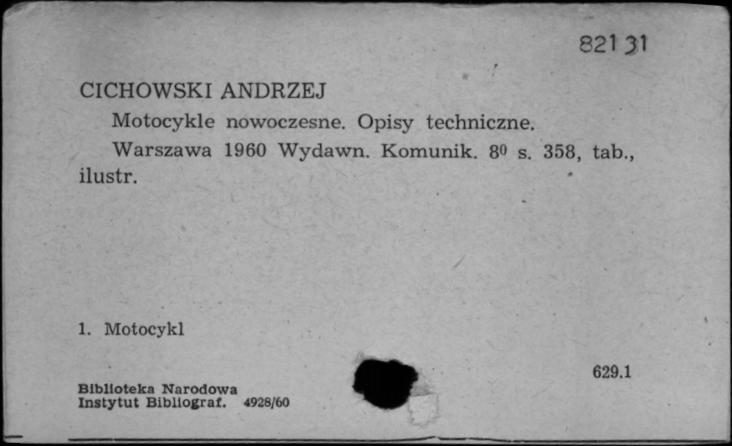 82131
CICHOWSKI ANDRZEJ
Motocykle nowoczesne. Opisy techniczne.
Warszawa 1960 Wydawn. Komunik. 8⁰ s. 358, tab.,
ilustr.
1. Motocykl
629.1
Biblioteka Narodowa
Instytut Bibliograf. 4928/60